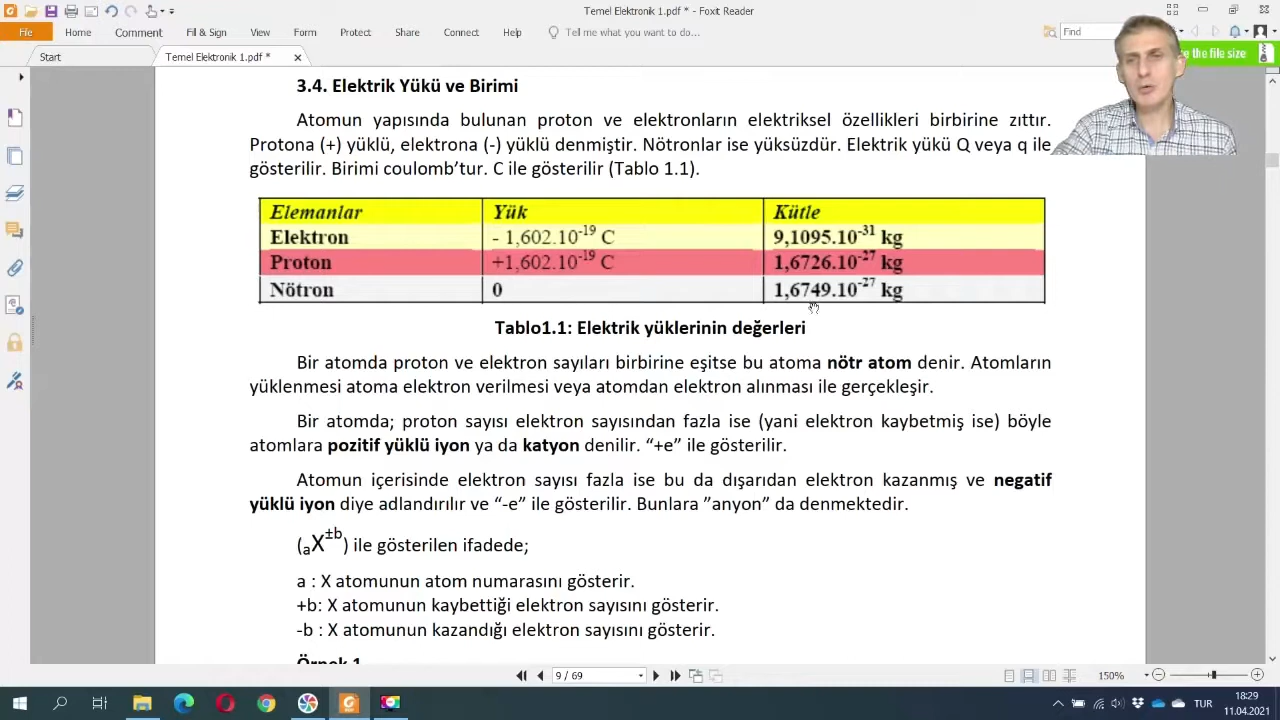 Temel Elektronik 1.pdf * - Foxit Reader
File Home Comment Fill & Sign View Form Protect Share Connect Help Tell me what you want to do... Find
Start Temel Elektronik 1.pdf * the file size
3.4. Elektrik Yükü ve Birimi
Atomun yapısında bulunan proton ve elektronların elektriksel özellikleri birbirine zıttır.
Protona (+) yüklü, elektrona (-) yüklü denmiştir. Nötronlar ise yüksüzdür. Elektrik yükü Q veya q ile
gösterilir. Birimi coulomb’tur. C ile gösterilir (Tablo 1.1).
Elemanlar Yük Kütle
Elektron - 1,602.10⁻¹⁹ C 9,1095.10⁻³¹ kg
Proton +1,602.10⁻¹⁹ C 1,6726.10⁻²⁷ kg
Nötron 0 1,6749.10⁻²⁷ kg
Tablo1.1: Elektrik yüklerinin değerleri
Bir atomda proton ve elektron sayıları birbirine eşitse bu atoma nötr atom denir. Atomların
yüklenmesi atoma elektron verilmesi veya atomdan elektron alınması ile gerçekleşir.
Bir atomda; proton sayısı elektron sayısından fazla ise (yani elektron kaybetmiş ise) böyle
atomlara pozitif yüklü iyon ya da katyon denilir. “+e” ile gösterilir.
Atomun içerisinde elektron sayısı fazla ise bu da dışarıdan elektron kazanmış ve negatif
yüklü iyon diye adlandırılır ve “-e” ile gösterilir. Bunlara ”anyon” da denmektedir.
(ₐX±ᵇ) ile gösterilen ifadede;
a : X atomunun atom numarasını gösterir.
+b: X atomunun kaybettiği elektron sayısını gösterir.
-b : X atomunun kazandığı elektron sayısını gösterir.
Örnek 1
9 / 69 150%
TUR 18:29
11.04.2021